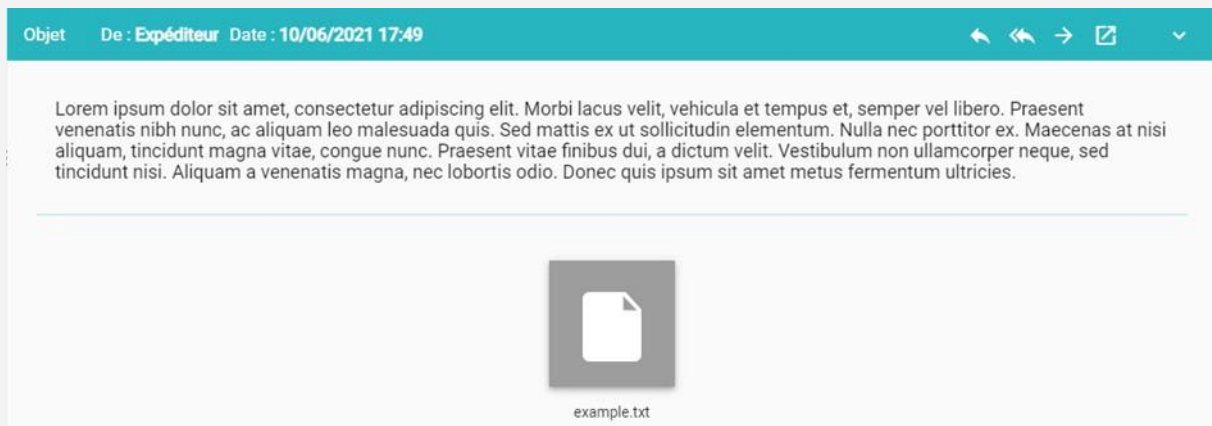 Objet De : Expéditeur Date : 10/06/2021 17:49
Lorem ipsum dolor sit amet, consectetur adipiscing elit. Morbi lacus velit, vehicula et tempus et, semper vel libero. Praesent
venenatis nibh nunc, ac aliquam leo malesuada quis. Sed mattis ex ut sollicitudin elementum. Nulla nec porttitor ex. Maecenas at nisi
aliquam, tincidunt magna vitae, congue nunc. Praesent vitae finibus dui, a dictum velit. Vestibulum non ullamcorper neque, sed
tincidunt nisi. Aliquam a venenatis magna, nec lobortis odio. Donec quis ipsum sit amet metus fermentum ultricies.
example.txt